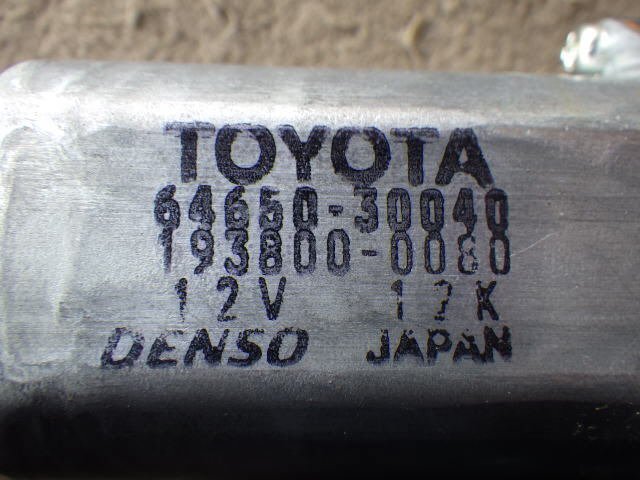 TOYOTA
64650-30040
193800-0080
12V 17K
DENSO JAPAN